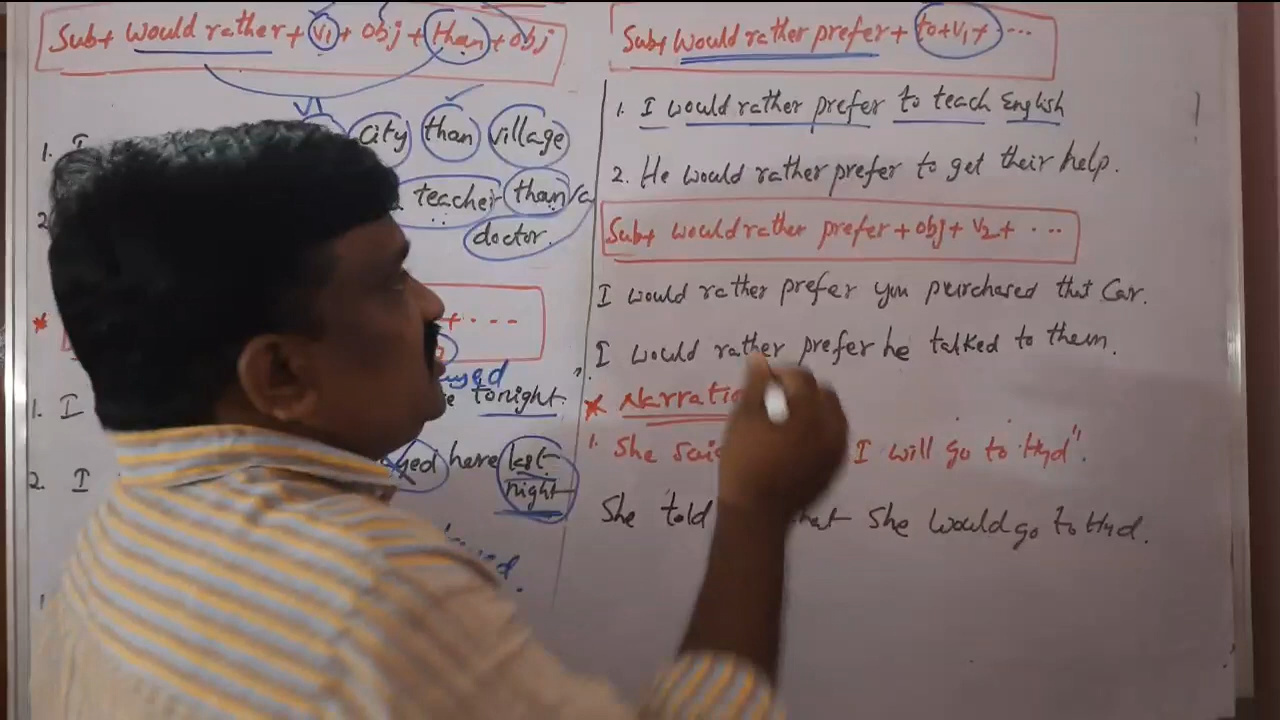 Sub+ would rather + V1 + obj + than + obj
1. I city than village
2 teacher than a
doctor.
* + ...
1. I tonight.
2. I here last
night
Sub+ would rather prefer + to+V1+ ...
1. I would rather prefer to teach English
2. He would rather prefer to get their help.
Sub+ would rather prefer + obj + V2 + ...
I would rather prefer you purchased that Car.
I would rather prefer he talked to them.
* Narratio
1. She said I will go to Hyd".
She told that She would go to Hyd.